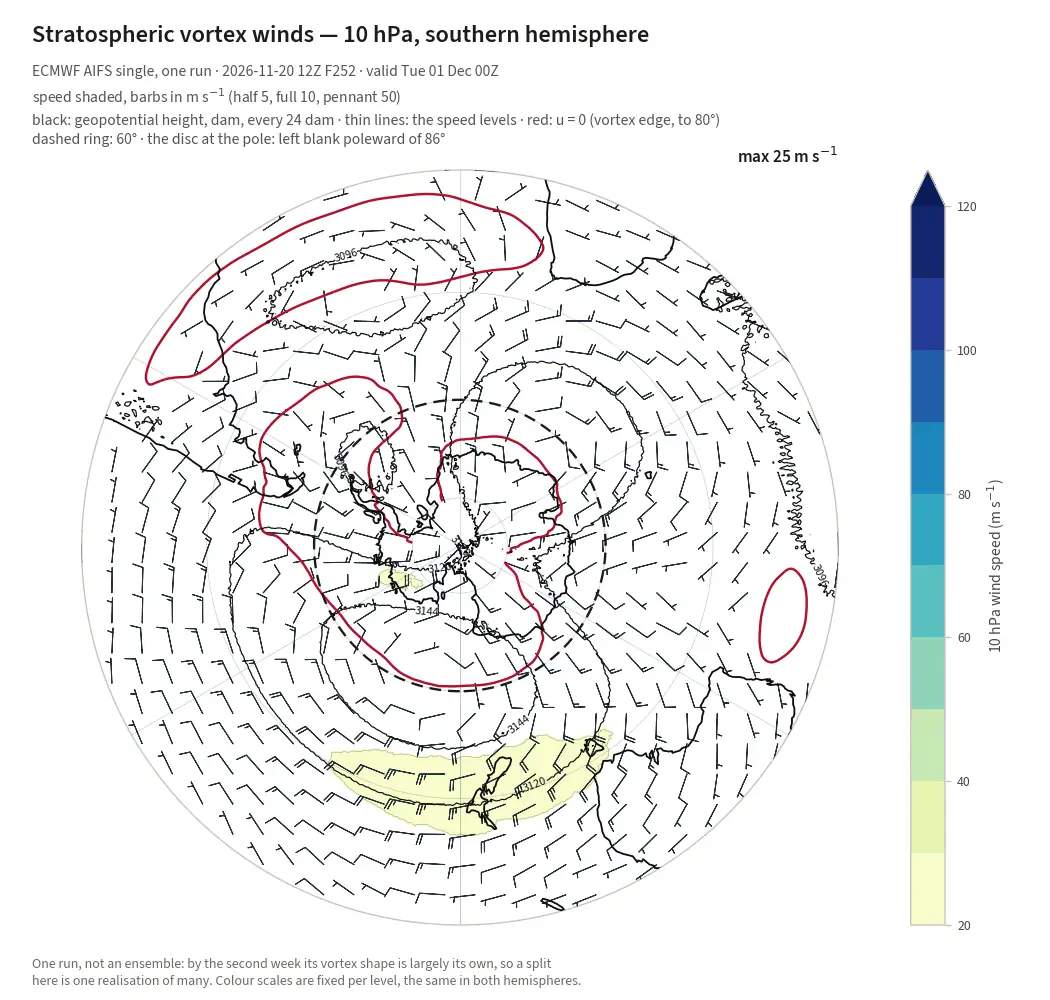 Stratospheric vortex winds — 10 hPa, southern hemisphere
ECMWF AIFS single, one run · 2026-11-20 12Z F252 · valid Tue 01 Dec 00Z
speed shaded, barbs in m s⁻¹ (half 5, full 10, pennant 50)
black: geopotential height, dam, every 24 dam · thin lines: the speed levels · red: u = 0 (vortex edge, to 80°)
dashed ring: 60° · the disc at the pole: left blank poleward of 86°
max 25 m s⁻¹
120
100
80
60
40
20
10 hPa wind speed (m s⁻¹)
3096
3096
3144
3096
3144
3120
One run, not an ensemble: by the second week its vortex shape is largely its own, so a split
here is one realisation of many. Colour scales are fixed per level, the same in both hemispheres.